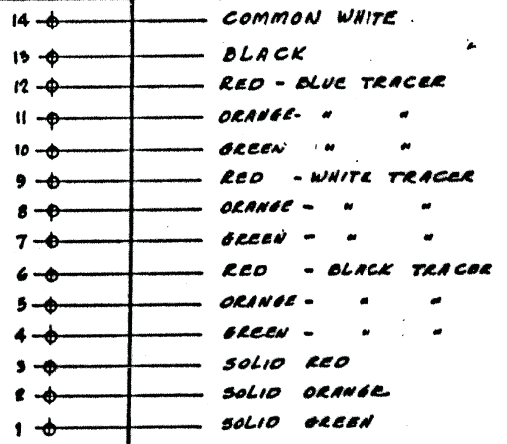 14 COMMON WHITE
13 BLACK
12 RED - BLUE TRACER
11 ORANGE- " "
10 GREEN " "
9 RED - WHITE TRACER
8 ORANGE - " "
7 GREEN - " "
6 RED - BLACK TRACER
5 ORANGE - " "
4 GREEN - " "
3 SOLID RED
2 SOLID ORANGE
1 SOLID GREEN